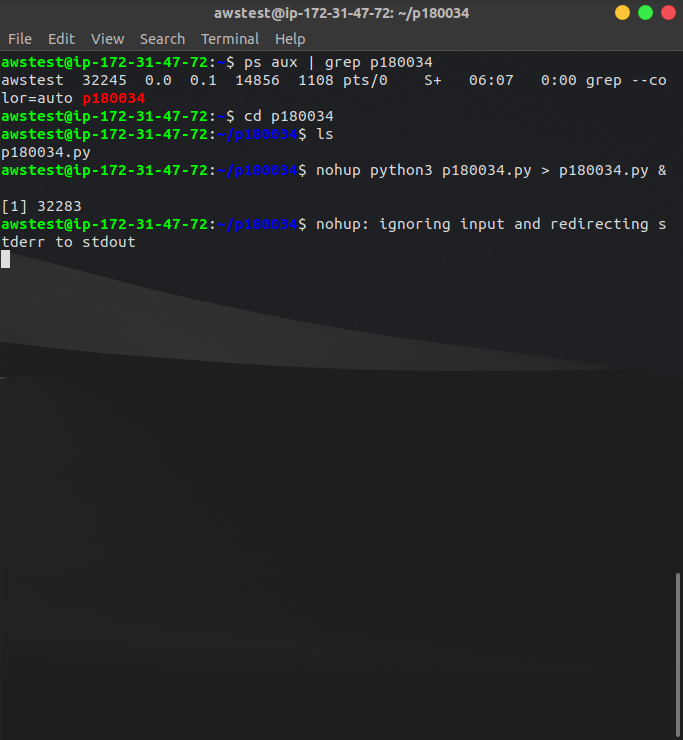 awstest@ip-172-31-47-72: ~/p180034
File Edit View Search Terminal Help
awstest@ip-172-31-47-72:~$ ps aux | grep p180034
awstest  32245  0.0  0.1  14856  1108 pts/0    S+   06:07   0:00 grep --co
lor=auto p180034
awstest@ip-172-31-47-72:~$ cd p180034
awstest@ip-172-31-47-72:~/p180034$ ls
p180034.py
awstest@ip-172-31-47-72:~/p180034$ nohup python3 p180034.py > p180034.py &
[1] 32283
awstest@ip-172-31-47-72:~/p180034$ nohup: ignoring input and redirecting s
tderr to stdout